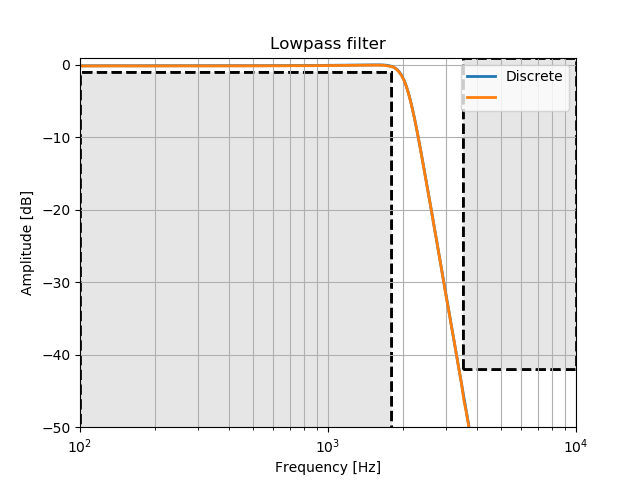 Lowpass filter
Discrete
0
−10
−20
−30
−40
−50
Amplitude [dB]
10²
10³
10⁴
Frequency [Hz]